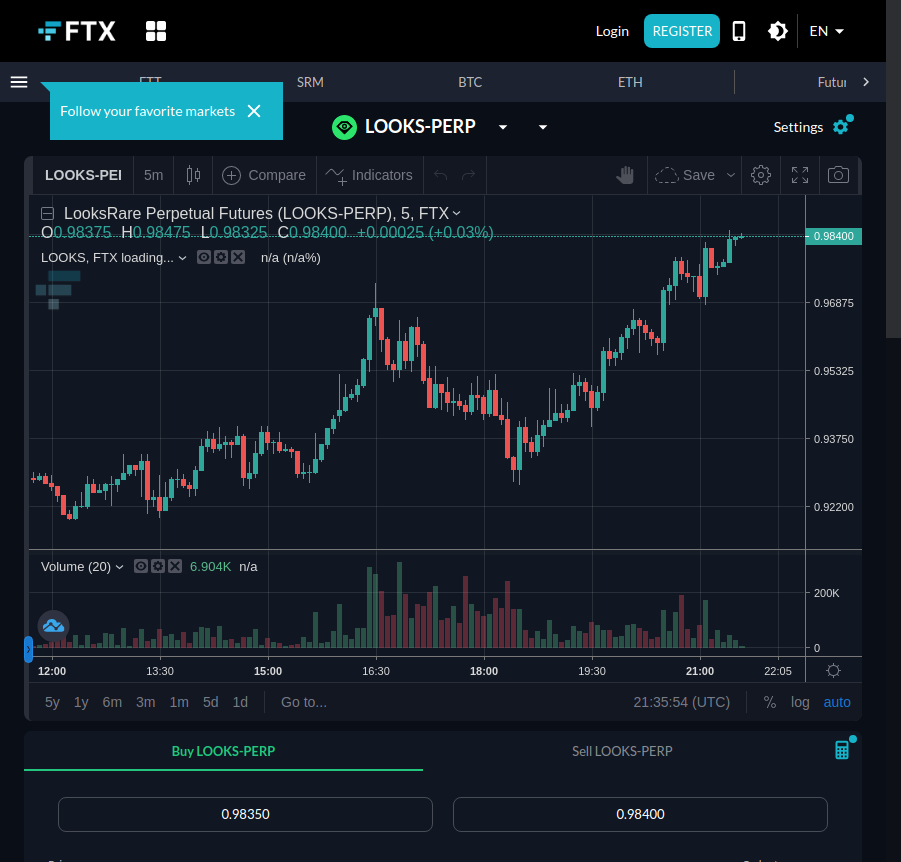 FTX
Login
REGISTER
EN
FTT
SRM
BTC
ETH
Futur
Follow your favorite markets
LOOKS-PERP
Settings
LOOKS-PEI
5m
Compare
Indicators
Save
LooksRare Perpetual Futures (LOOKS-PERP), 5, FTX
O0.98375 H0.98475 L0.98325 C0.98400 +0.00025 (+0.03%)
0.98400
LOOKS, FTX loading... n/a (n/a%)
0.96875
0.95325
0.93750
0.92200
Volume (20) 6.904K n/a
200K
0
12:00 13:30 15:00 16:30 18:00 19:30 21:00 22:05
5y 1y 6m 3m 1m 5d 1d Go to... 21:35:54 (UTC) % log auto
Buy LOOKS-PERP
Sell LOOKS-PERP
0.98350
0.98400